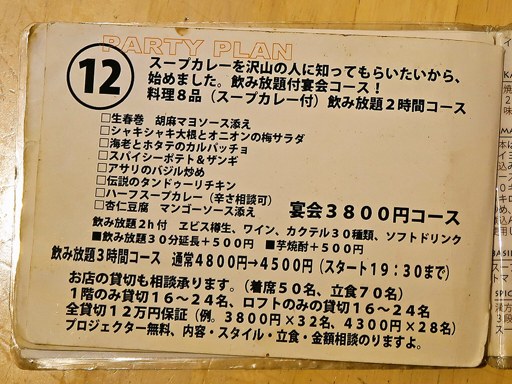 PARTY PLAN
12
スープカレーを沢山の人に知ってもらいたいから、
始めました。飲み放題付宴会コース！
料理８品（スープカレー付）飲み放題２時間コース
□生春巻　胡麻マヨソース添え
□シャキシャキ大根とオニオンの梅サラダ
□海老とホタテのカルパッチョ
□スパイシーポテト＆ザンギ
□アサリのバジル炒め
□伝説のタンドゥーリチキン
□ハーフスープカレー（辛さ相談可）
□杏仁豆腐　マンゴーソース添え
宴会３８００円コース
飲み放題２ｈ付　ヱビス樽生、ワイン、カクテル３０種類、ソフトドリンク
■飲み放題３０分延長＋５００円　■芋焼酎＋５００円
飲み放題３時間コース　通常４８００円→４５００円（スタート１９：３０まで）
お店の貸切も相談承ります。（着席５０名、立食７０名）
１階のみ貸切１６～２４名、ロフトのみの貸切１６～２４名
全貸切１２万円保証（例。３８００円×３２名、４３００円×２８名）
プロジェクター無料、内容・スタイル・立食・金額相談のりますよ。